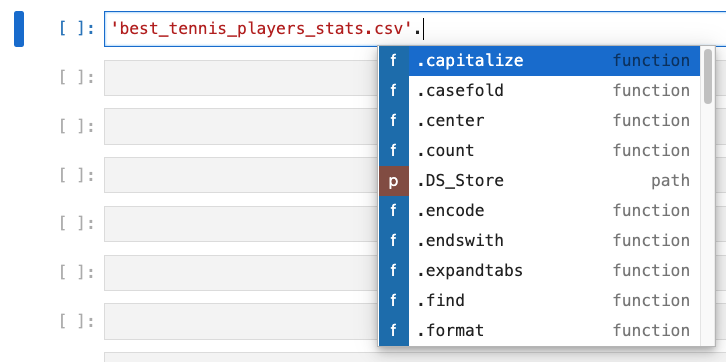 [ ]: 'best_tennis_players_stats.csv'.
[ ]: f .capitalize function
f .casefold function
[ ]: f .center function
f .count function
[ ]: p .DS_Store path
f .encode function
[ ]: f .endswith function
[ ]: f .expandtabs function
f .find function
[ ]: f .format function